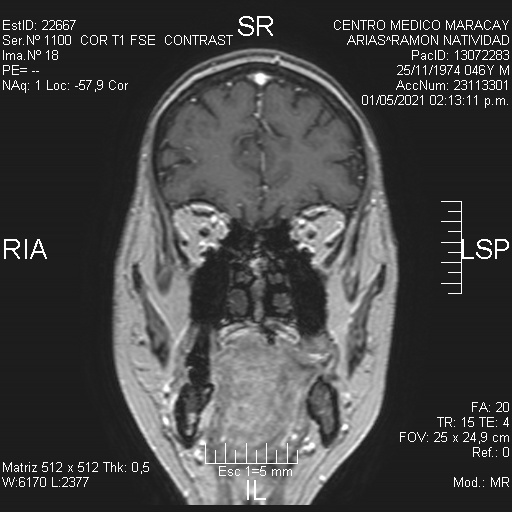 EstID: 22667
Ser.Nº 1100 COR T1 FSE CONTRAST
Ima.Nº 18
PE= --
NAq: 1 Loc: -57,9 Cor
SR
CENTRO MEDICO MARACAY
ARIAS^RAMON NATIVIDAD
PacID: 13072283
25/11/1974 046Y M
AccNum: 23113301
01/05/2021 02:13:11 p.m.
RIA
LSP
Matriz 512 x 512 Thk: 0,5
W:6170 L:2377
Esc 1=5 mm
IL
FA: 20
TR: 15 TE: 4
FOV: 25 x 24,9 cm
Ref.: 0
Mod.: MR